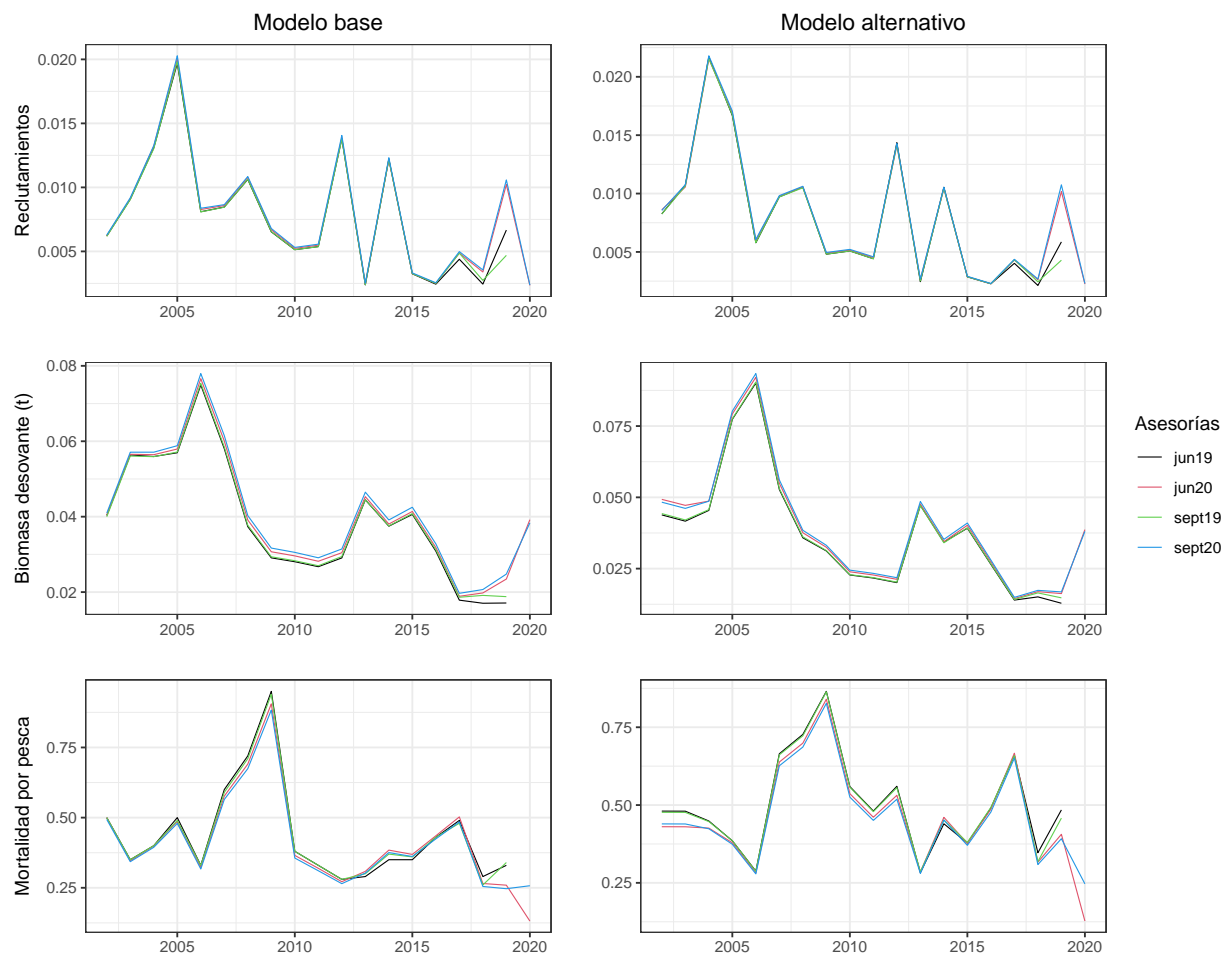 Modelo base
Modelo alternativo
Reclutamientos
0.020
0.015
0.010
0.005
2005 2010 2015 2020
0.020
0.015
0.010
0.005
2005 2010 2015 2020
Biomasa desovante (t)
0.08
0.06
0.04
0.02
2005 2010 2015 2020
0.075
0.050
0.025
2005 2010 2015 2020
Asesorías
jun19
jun20
sept19
sept20
Mortalidad por pesca
0.75
0.50
0.25
2005 2010 2015 2020
0.75
0.50
0.25
2005 2010 2015 2020